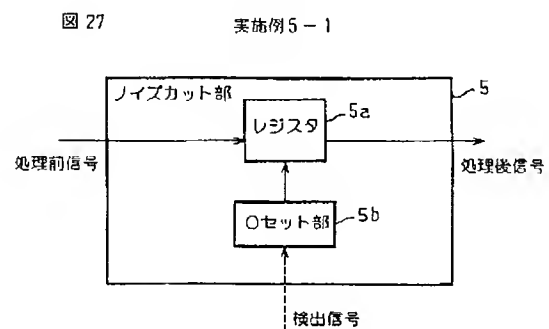 図 27 実施例5-1
ノイズカット部
5
レジスタ
5a
処理前信号
処理後信号
0セット部
5b
検出信号